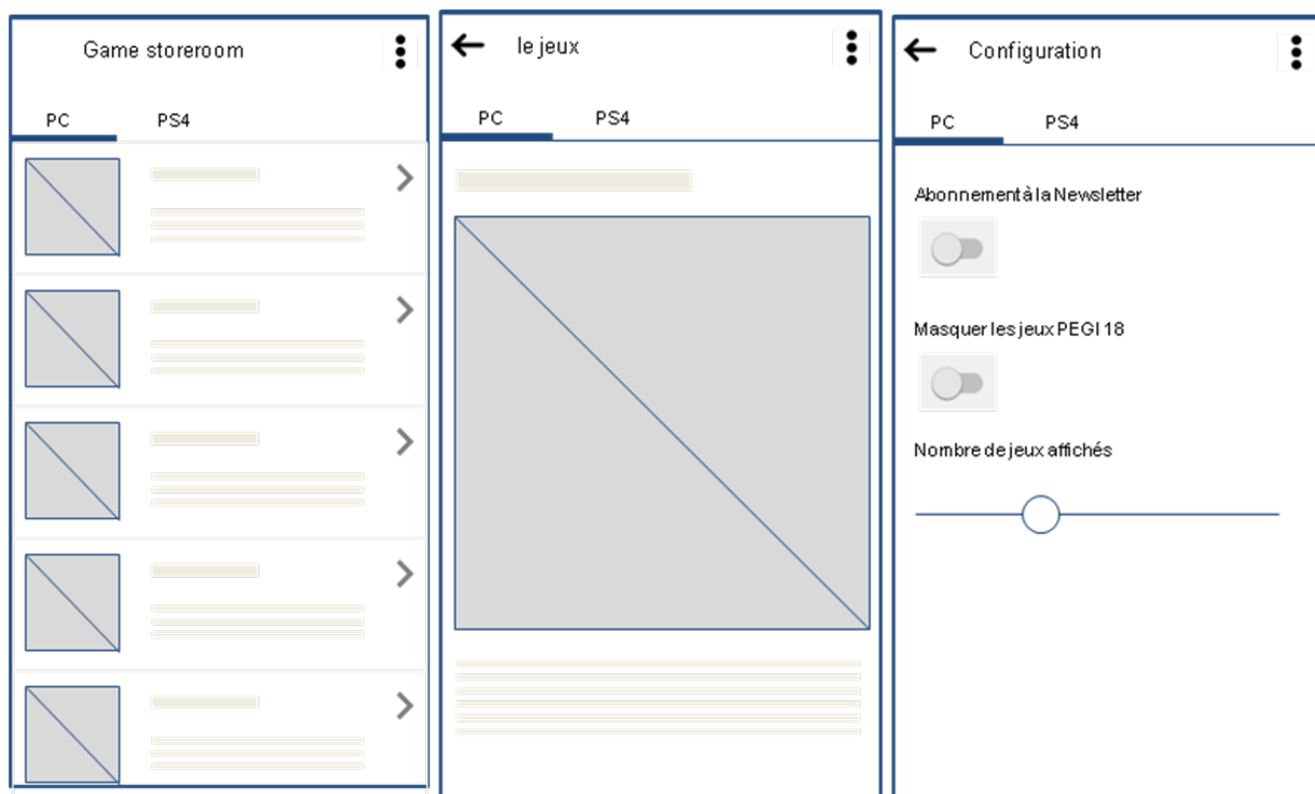 Game storeroom
PC PS4
le jeux
PC PS4
Configuration
PC PS4
Abonnement à la Newsletter
Masquer les jeux PEGI 18
Nombre de jeux affichés